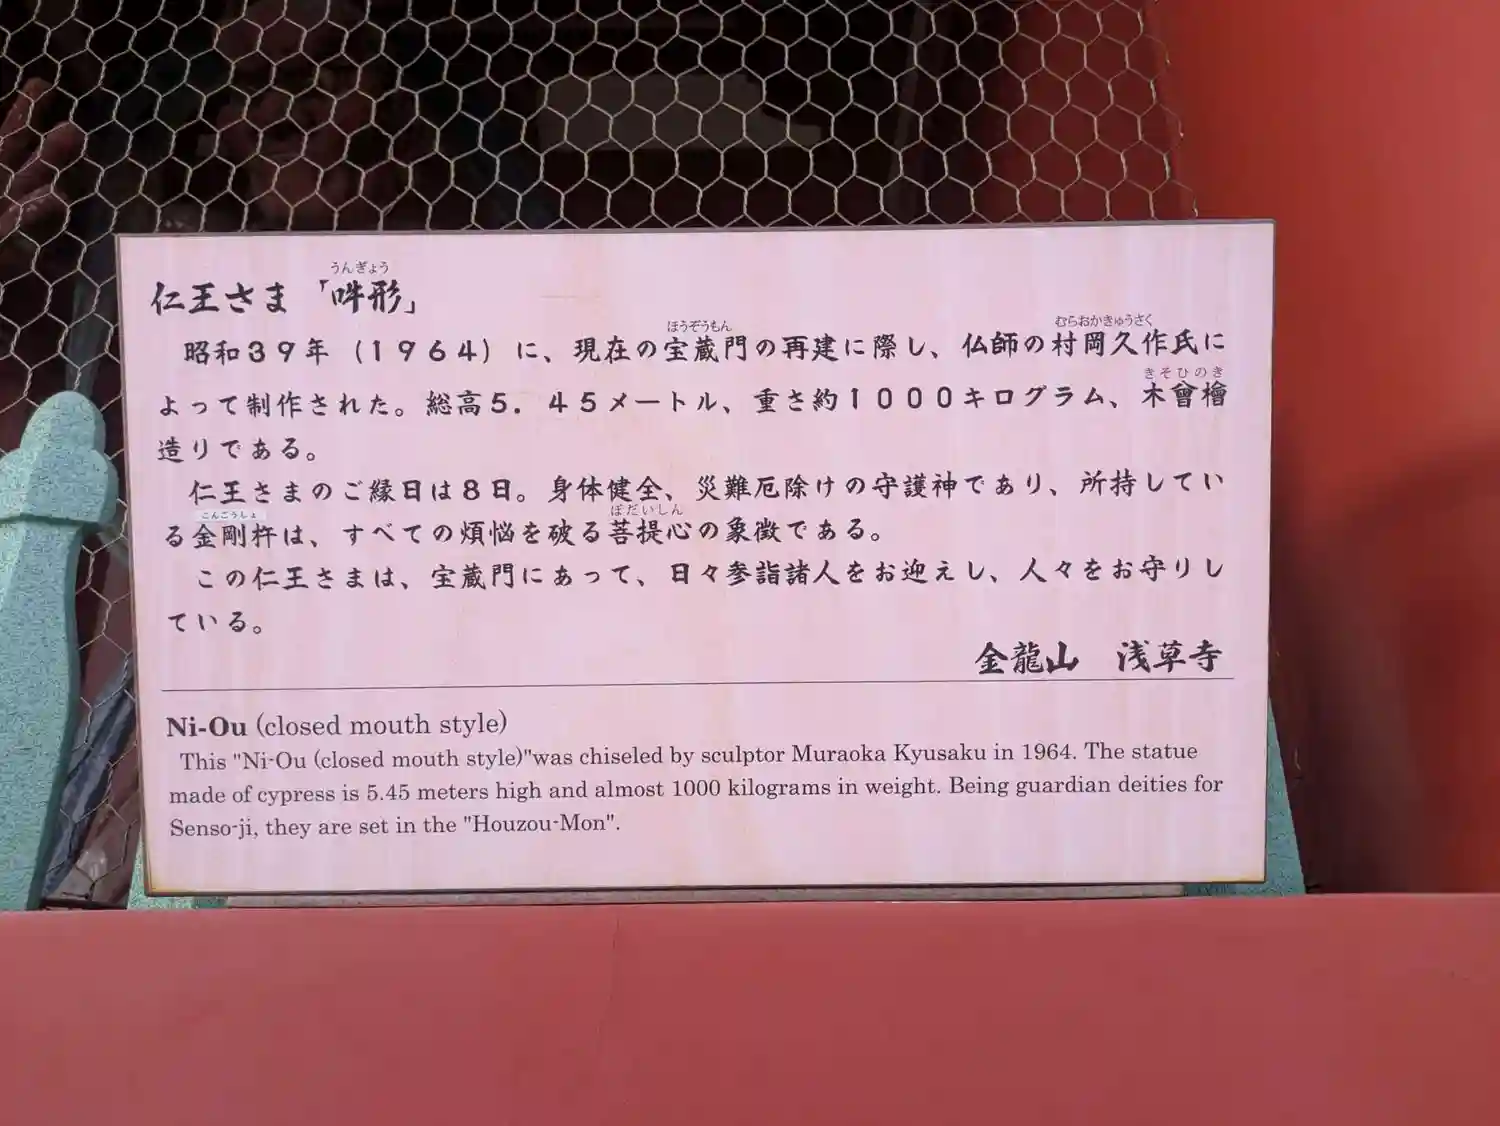 うんぎょう
仁王さま「吽形」
ほうぞうもん むらおかきゅうさく
昭和39年（1964）に、現在の宝蔵門の再建に際し、仏師の村岡久作氏に
きそひのき
よって制作された。総高5．45メートル、重さ約1000キログラム、木曾檜
造りである。
仁王さまのご縁日は8日。身体健全、災難厄除けの守護神であり、所持してい
こんごうしょ ぼだいしん
る金剛杵は、すべての煩悩を破る菩提心の象徴である。
この仁王さまは、宝蔵門にあって、日々参詣諸人をお迎えし、人々をお守りし
ている。
金龍山　浅草寺
Ni-Ou (closed mouth style)
This "Ni-Ou (closed mouth style)"was chiseled by sculptor Muraoka Kyusaku in 1964. The statue
made of cypress is 5.45 meters high and almost 1000 kilograms in weight. Being guardian deities for
Senso-ji, they are set in the "Houzou-Mon".